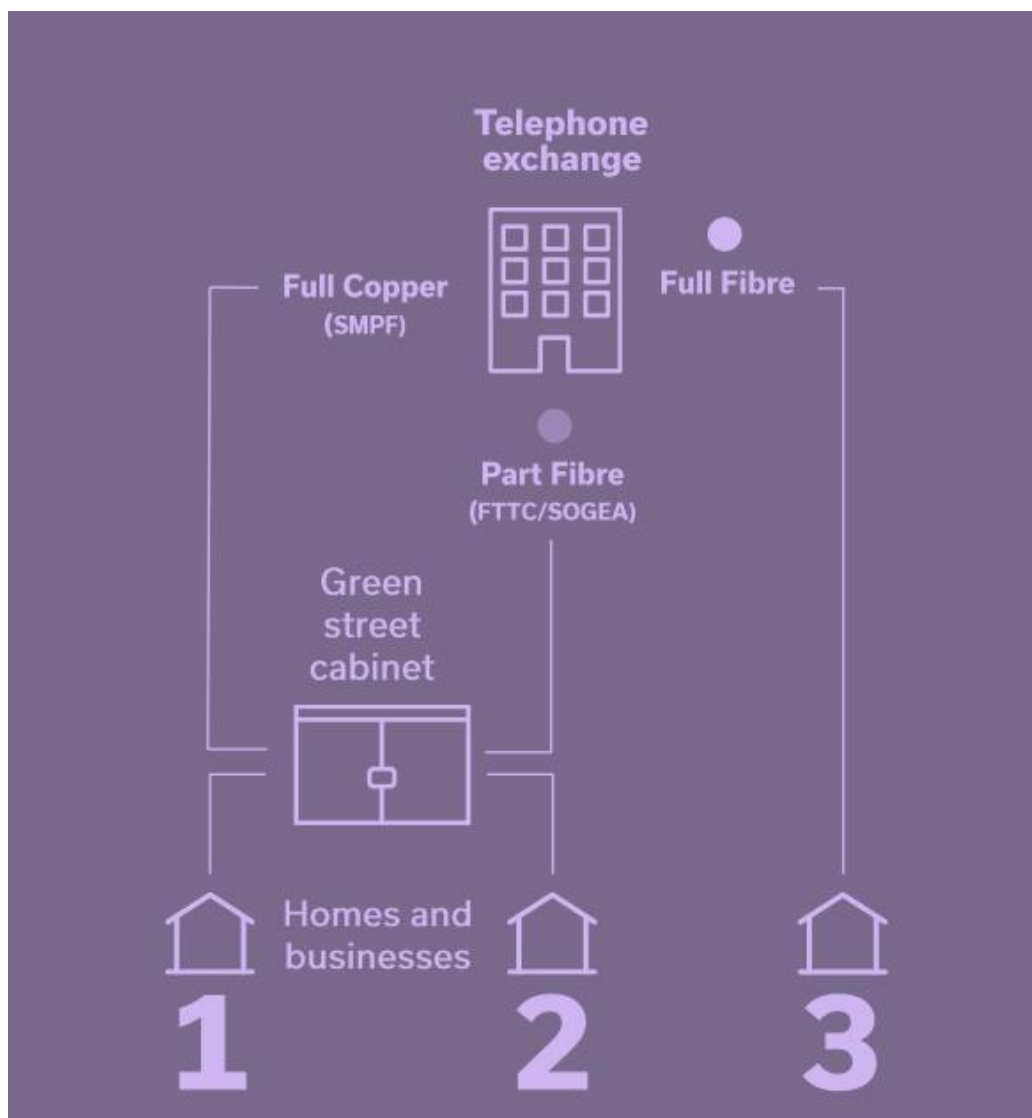 Telephone
exchange
Full Copper
(SMPF)
Full Fibre
Part Fibre
(FTTC/SOGEA)
Green
street
cabinet
Homes and
businesses
1
2
3